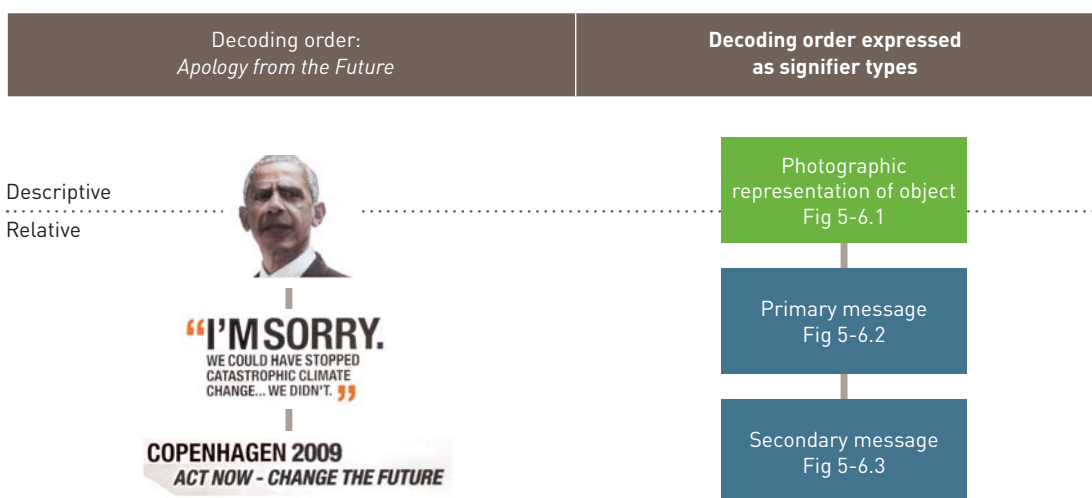 Decoding order:
Apology from the Future
Decoding order expressed
as signifier types
Descriptive
Relative
Photographic
representation of object
Fig 5-6.1
“I'M SORRY.
WE COULD HAVE STOPPED
CATASTROPHIC CLIMATE
CHANGE... WE DIDN'T.”
Primary message
Fig 5-6.2
COPENHAGEN 2009
ACT NOW - CHANGE THE FUTURE
Secondary message
Fig 5-6.3